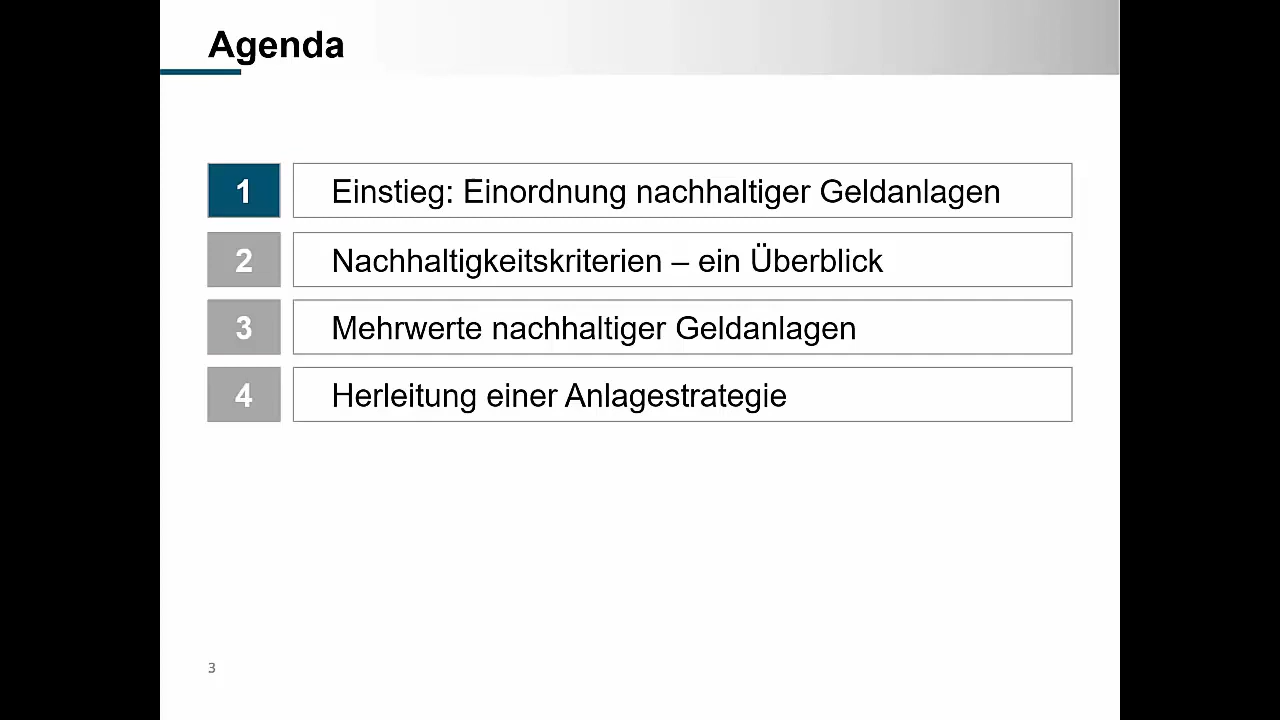 Agenda
1 Einstieg: Einordnung nachhaltiger Geldanlagen
2 Nachhaltigkeitskriterien – ein Überblick
3 Mehrwerte nachhaltiger Geldanlagen
4 Herleitung einer Anlagestrategie
3